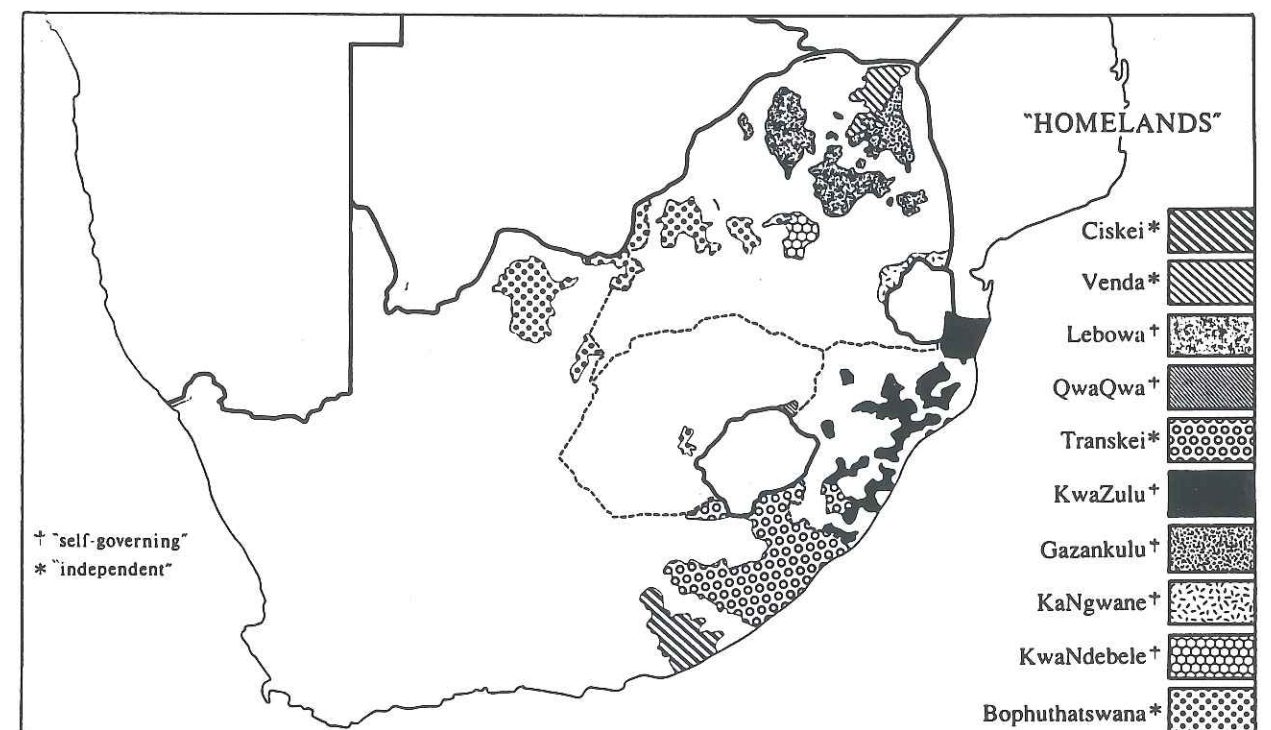 "HOMELANDS"
Ciskei*
Venda*
Lebowa†
QwaQwa†
Transkei*
KwaZulu†
Gazankulu†
KaNgwane†
KwaNdebele†
Bophuthatswana*
† "self-governing"
* "independent"